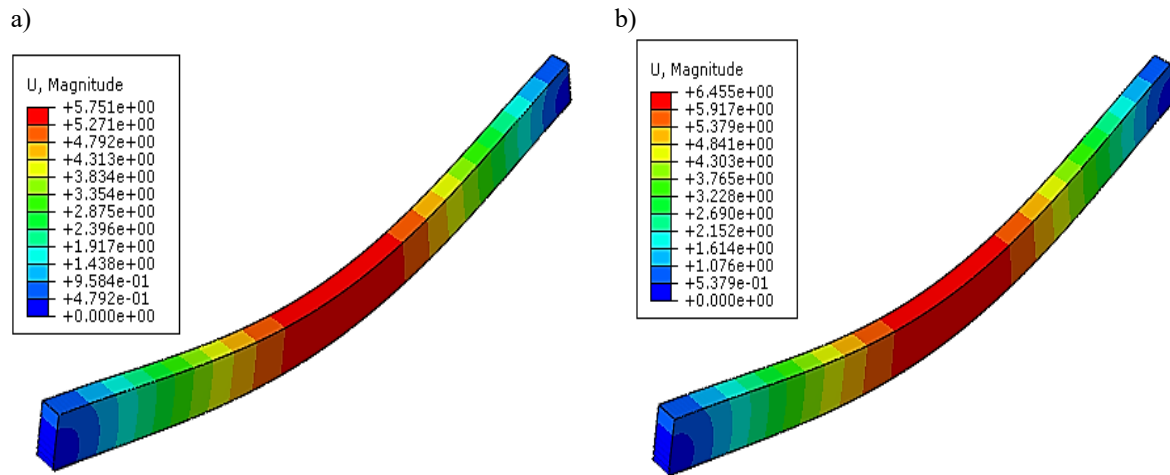 a)
U, Magnitude
+5.751e+00
+5.271e+00
+4.792e+00
+4.313e+00
+3.834e+00
+3.354e+00
+2.875e+00
+2.396e+00
+1.917e+00
+1.438e+00
+9.584e-01
+4.792e-01
+0.000e+00
b)
U, Magnitude
+6.455e+00
+5.917e+00
+5.379e+00
+4.841e+00
+4.303e+00
+3.765e+00
+3.228e+00
+2.690e+00
+2.152e+00
+1.614e+00
+1.076e+00
+5.379e-01
+0.000e+00